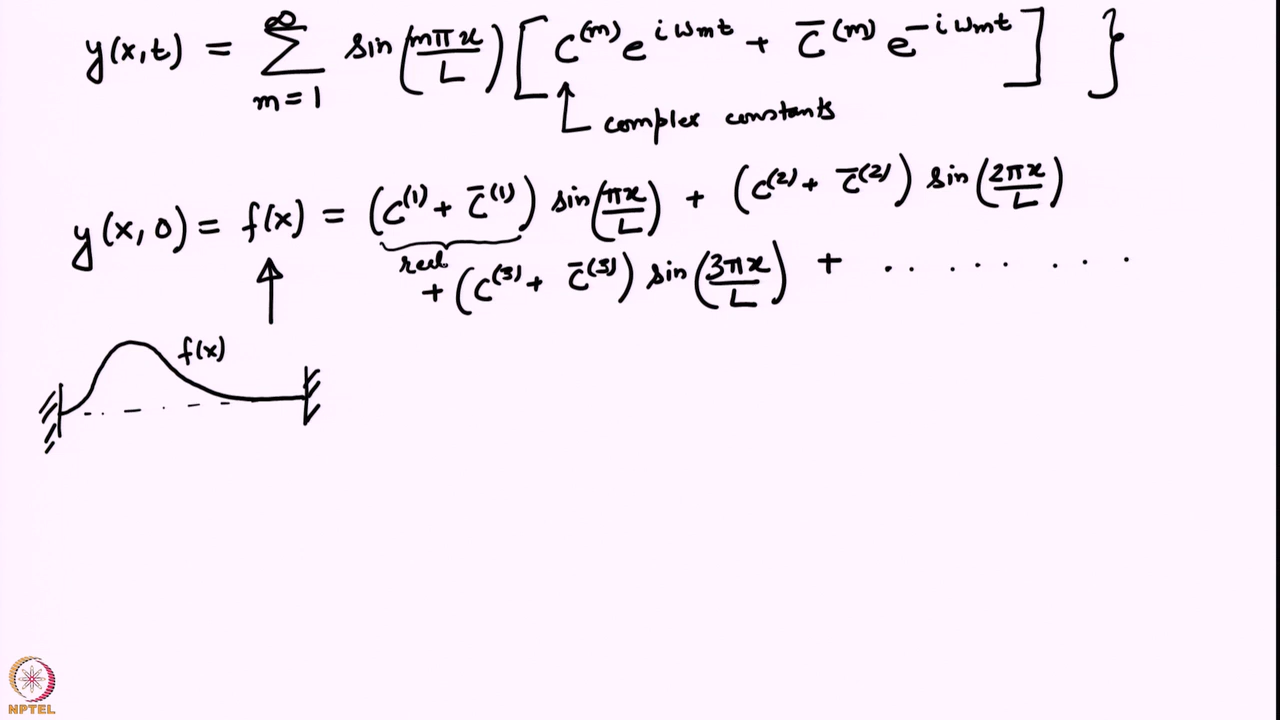 y(x,t) = ∑_{m=1}^{∞} sin(mπx/L) [ C^(m) e^{iω_m t} + C̄^(m) e^{-iω_m t} ] }
complex constants
y(x,0) = f(x) = (C^(1) + C̄^(1)) sin(πx/L) + (C^(2) + C̄^(2)) sin(2πx/L)
real
+ (C^(3) + C̄^(3)) sin(3πx/L) + . . . . . . . .
f(x)
NPTEL